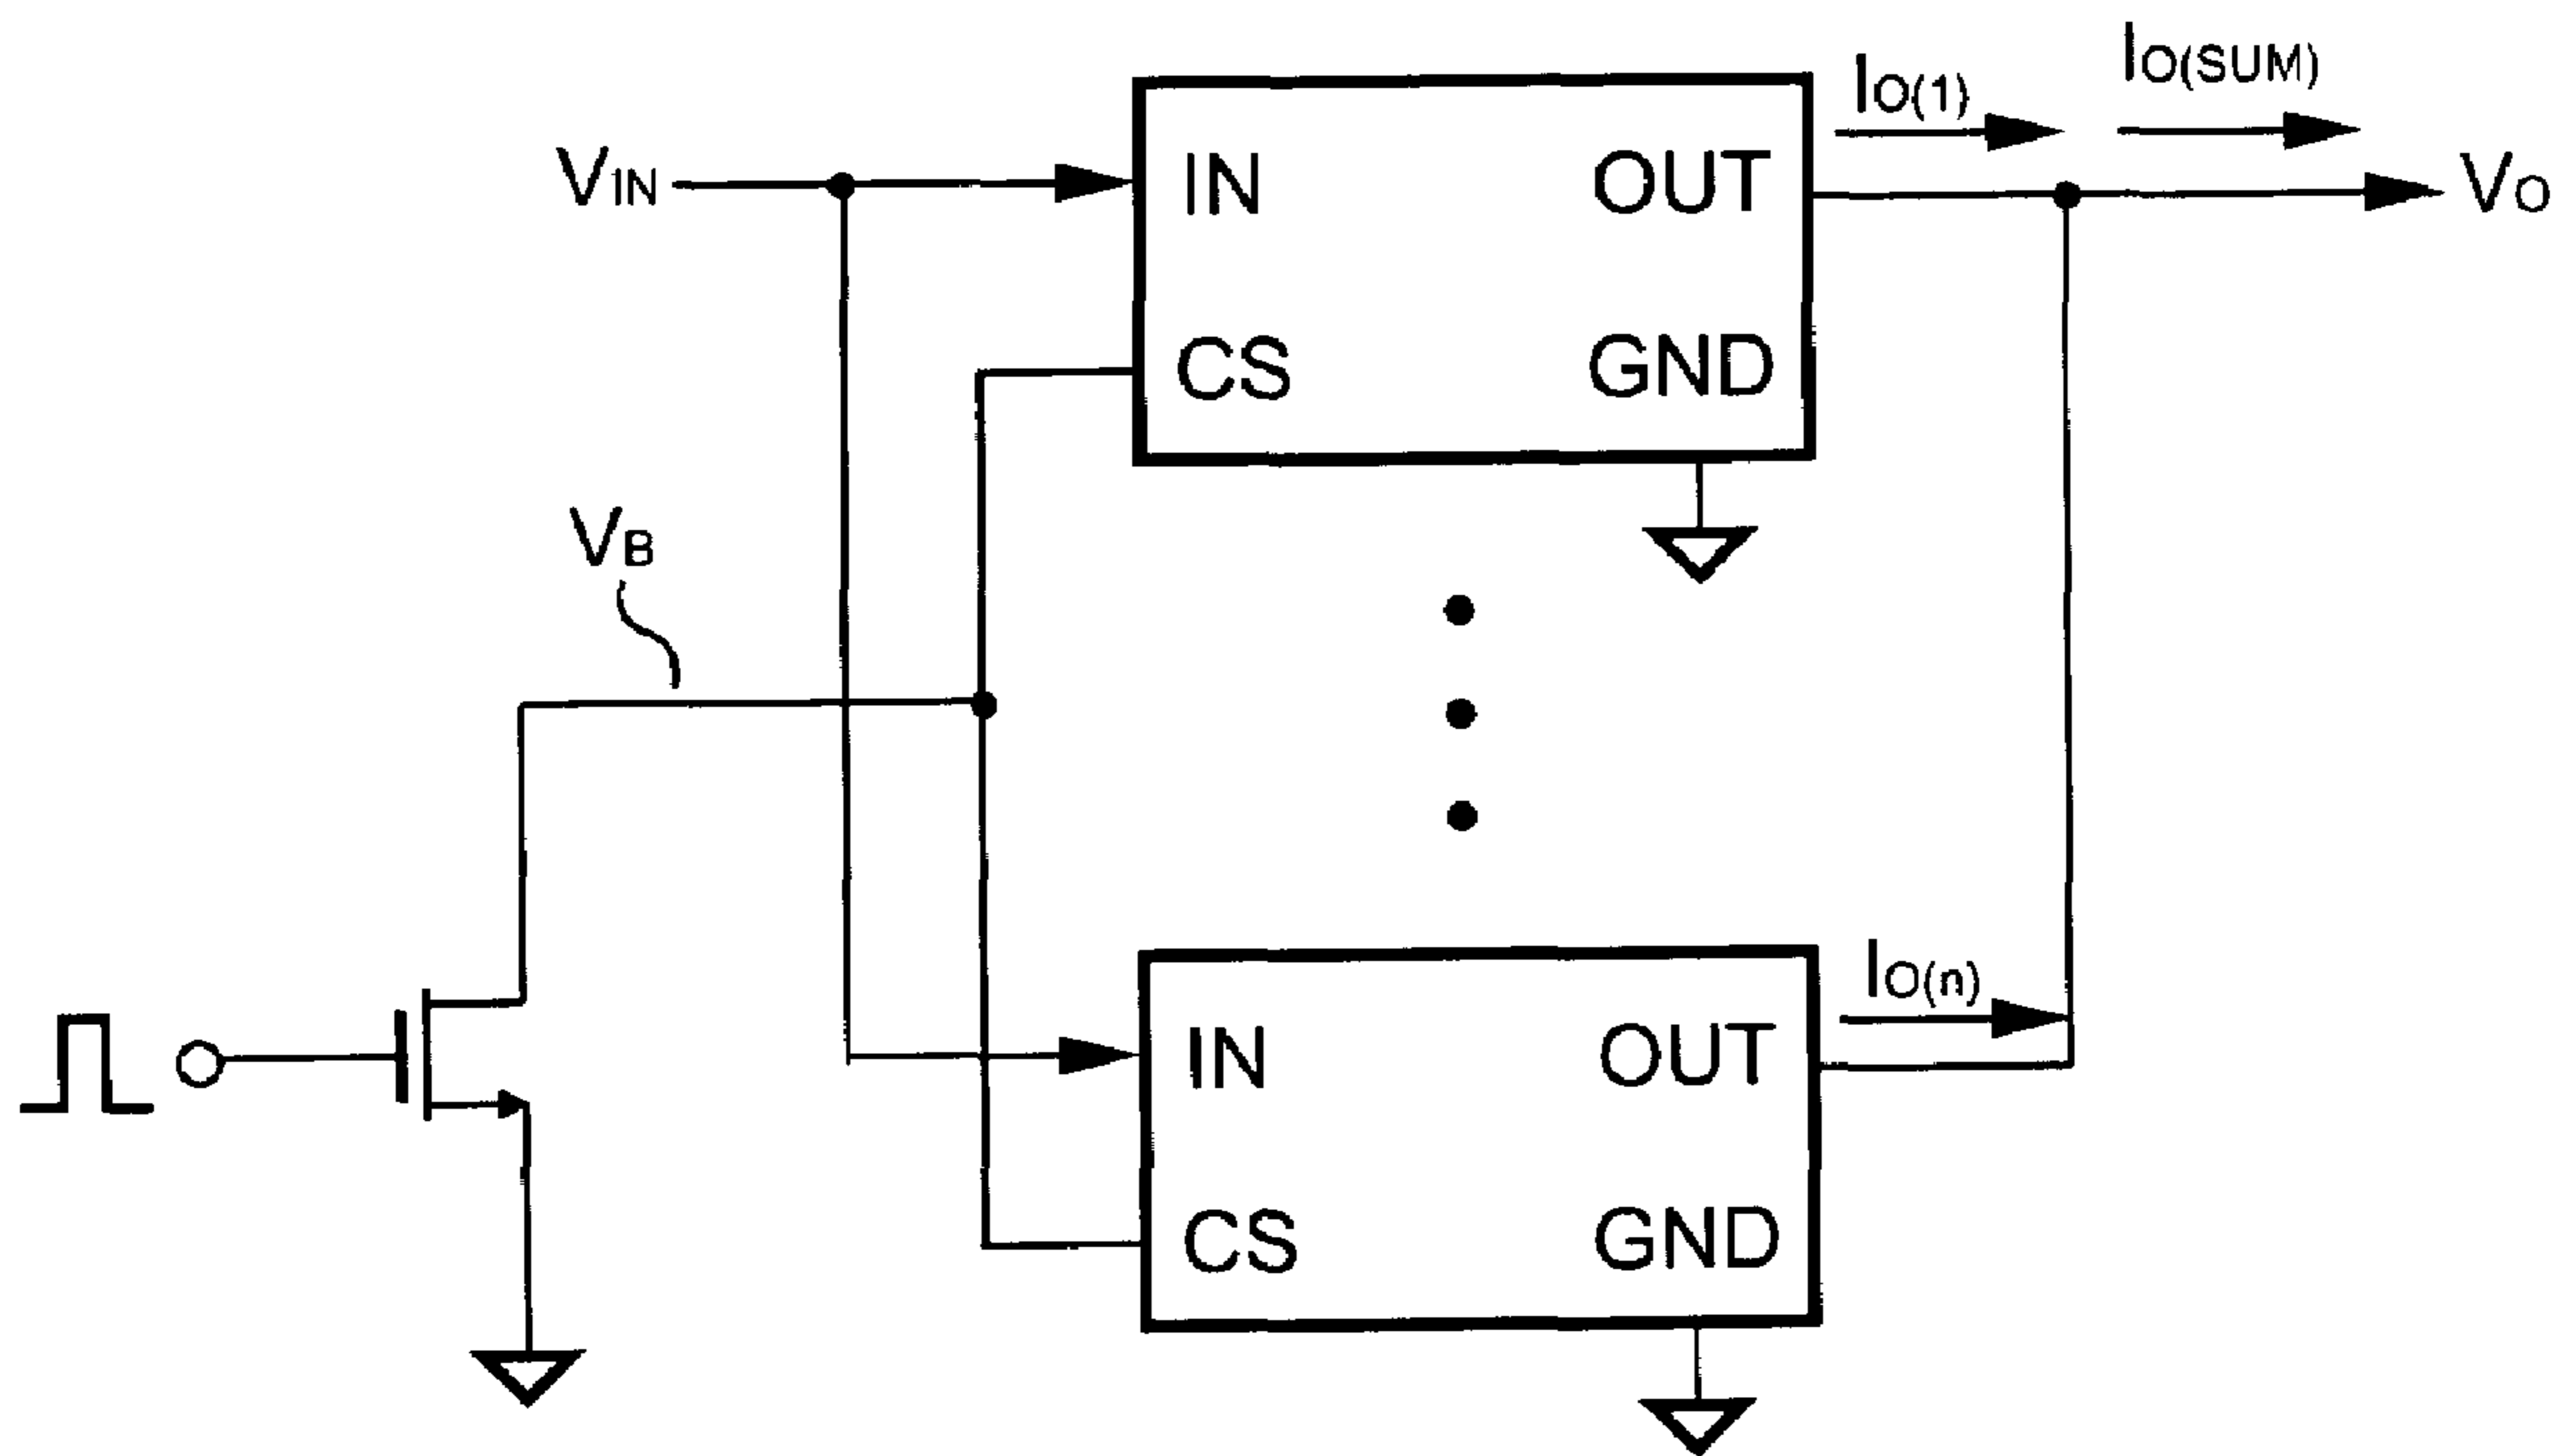 IO(1)
IO(SUM)
VIN
IN
OUT
VO
CS
GND
VB
IO(n)
IN
OUT
CS
GND